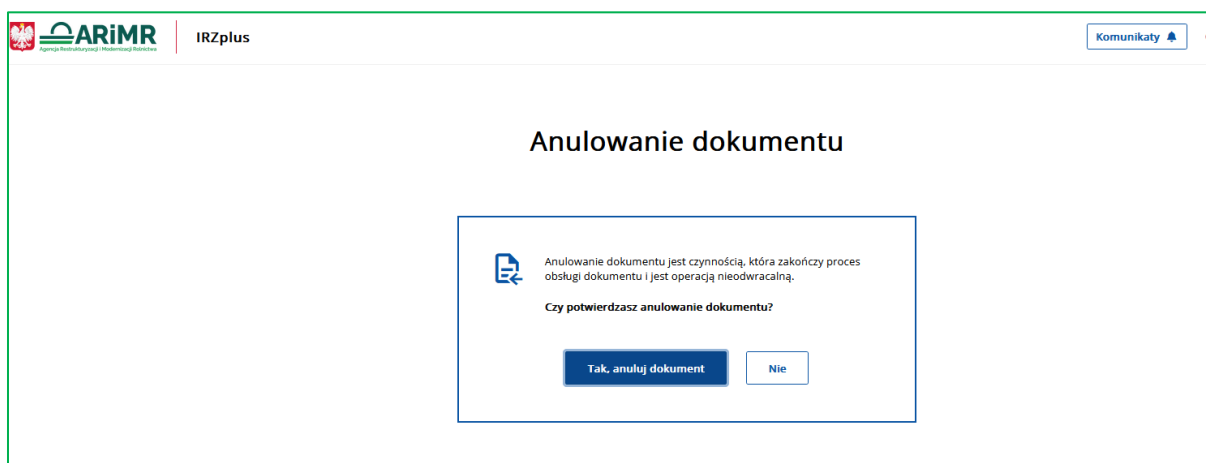 ARiMR
Agencja Restrukturyzacji i Modernizacji Rolnictwa
IRZplus
Komunikaty
Anulowanie dokumentu
Anulowanie dokumentu jest czynnością, która zakończy proces
obsługi dokumentu i jest operacją nieodwracalną.
Czy potwierdzasz anulowanie dokumentu?
Tak, anuluj dokument
Nie